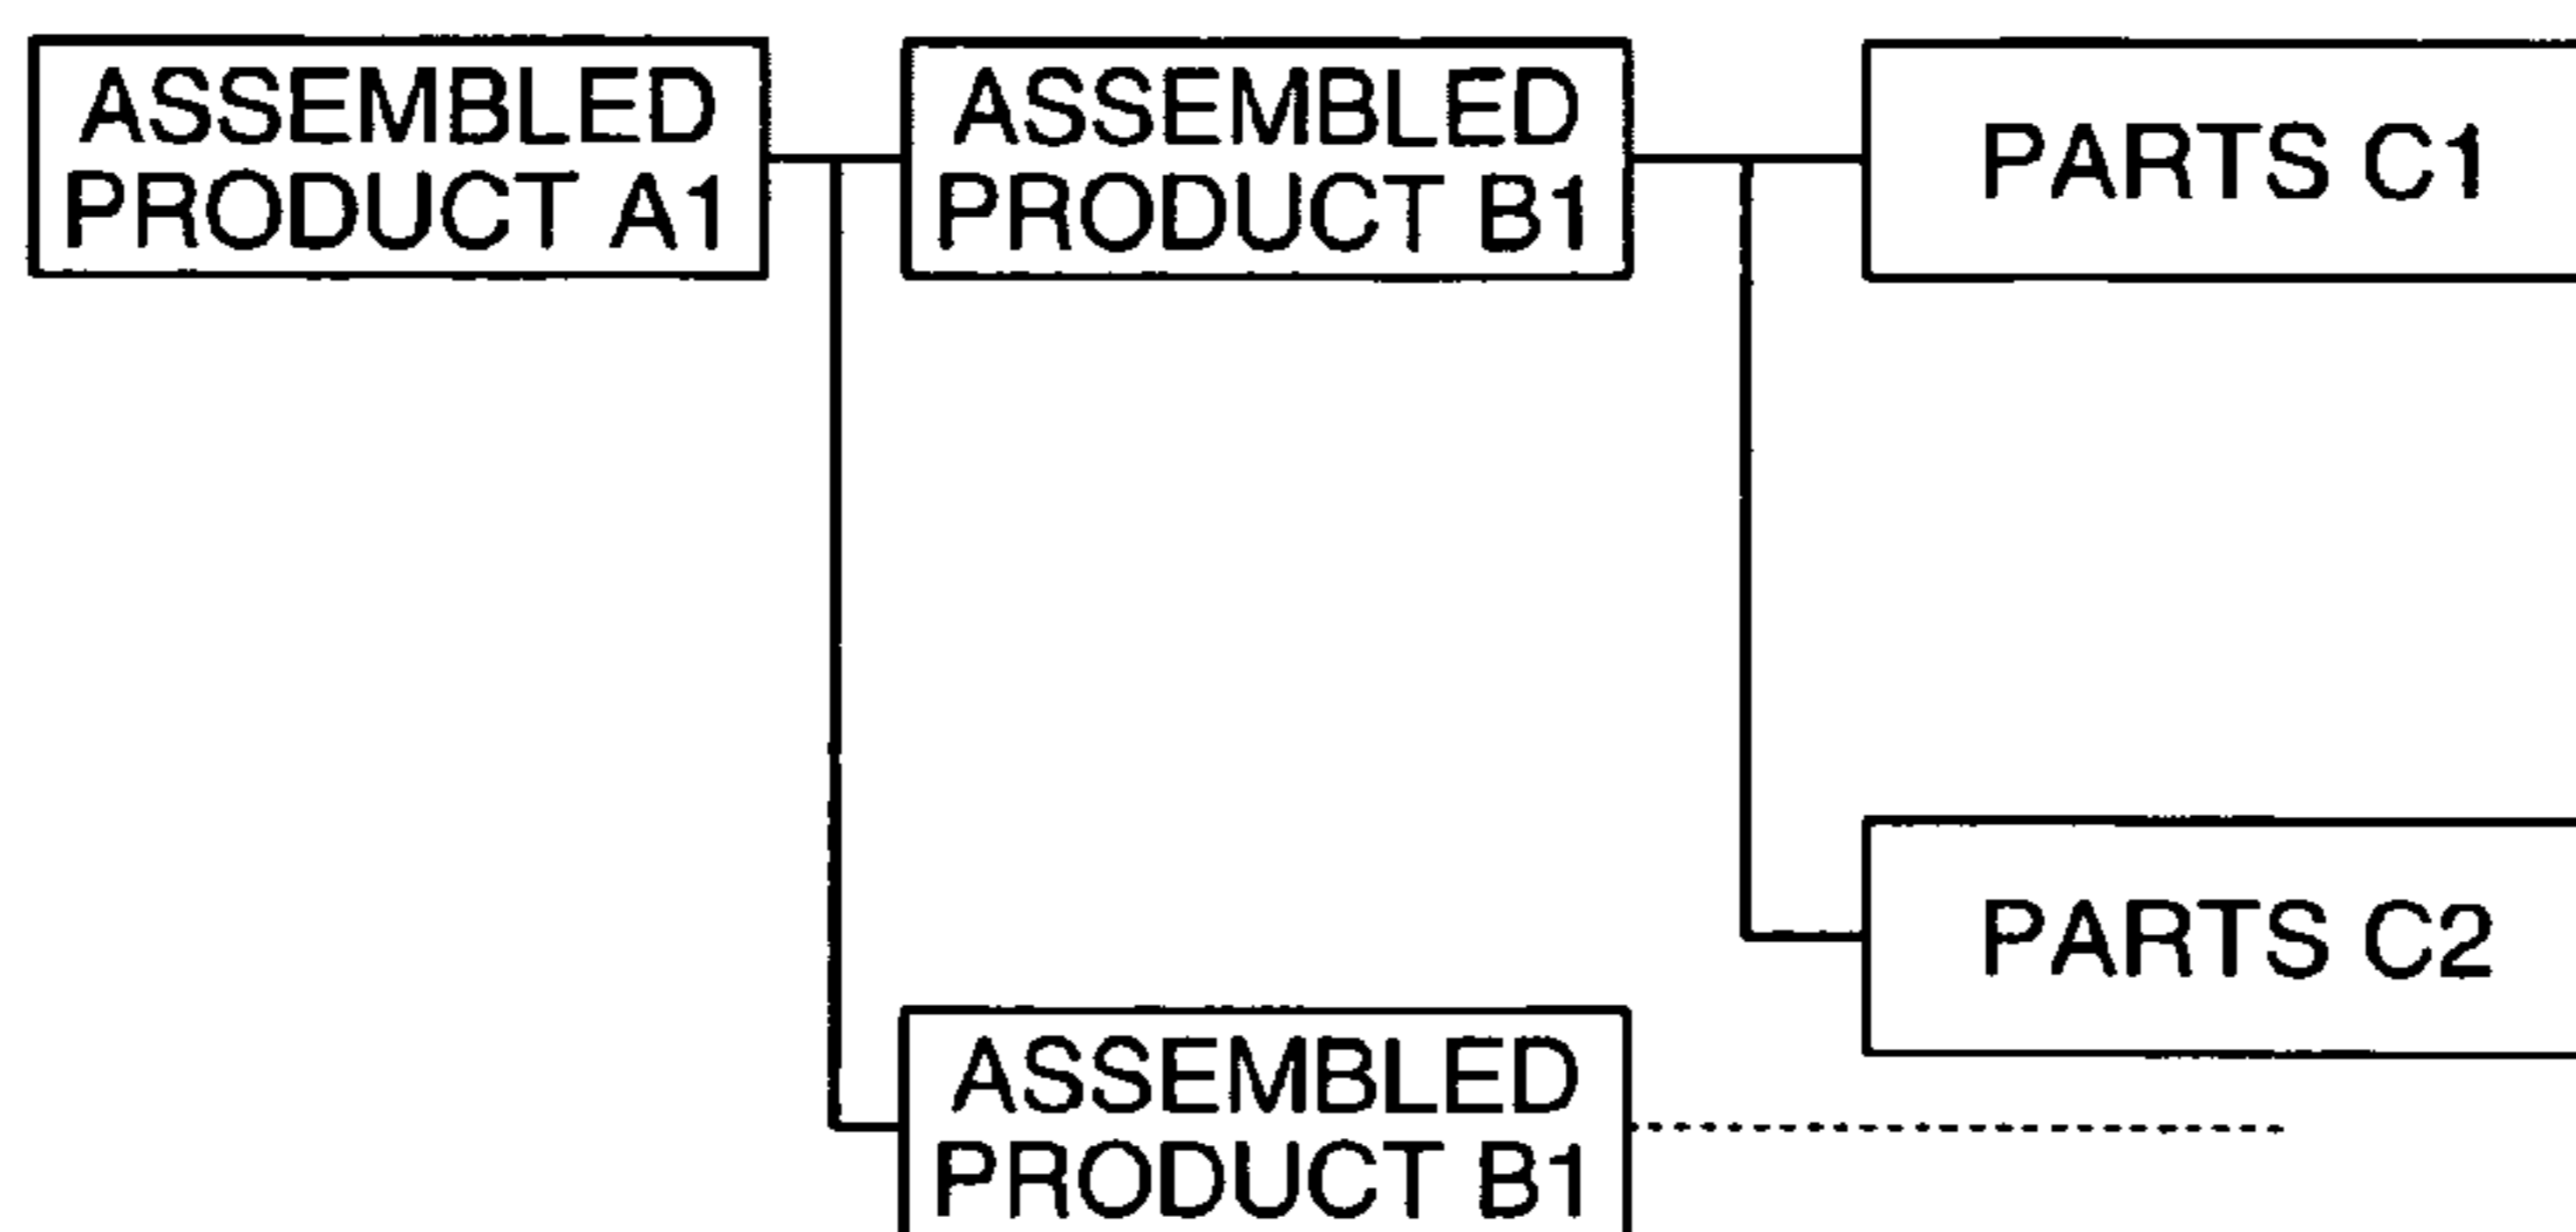 ASSEMBLED
PRODUCT A1
ASSEMBLED
PRODUCT B1
PARTS C1
PARTS C2
ASSEMBLED
PRODUCT B1